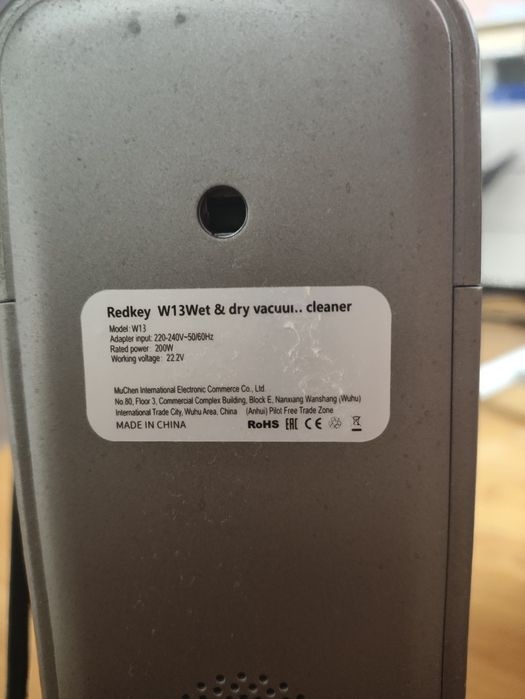 Redkey W13Wet & dry vacuum cleaner
Model: W13
Adapter input: 220-240V~50/60Hz
Rated power: 200W
Working voltage: 22.2V
MuChen International Electronic Commerce Co., Ltd.
No.80, Floor 3, Commercial Complex Building, Block E, Nanxiang Wanshang (Wuhu)
International Trade City, Wuhu Area, China (Anhui) Pilot Free Trade Zone
MADE IN CHINA RoHS EAC CE